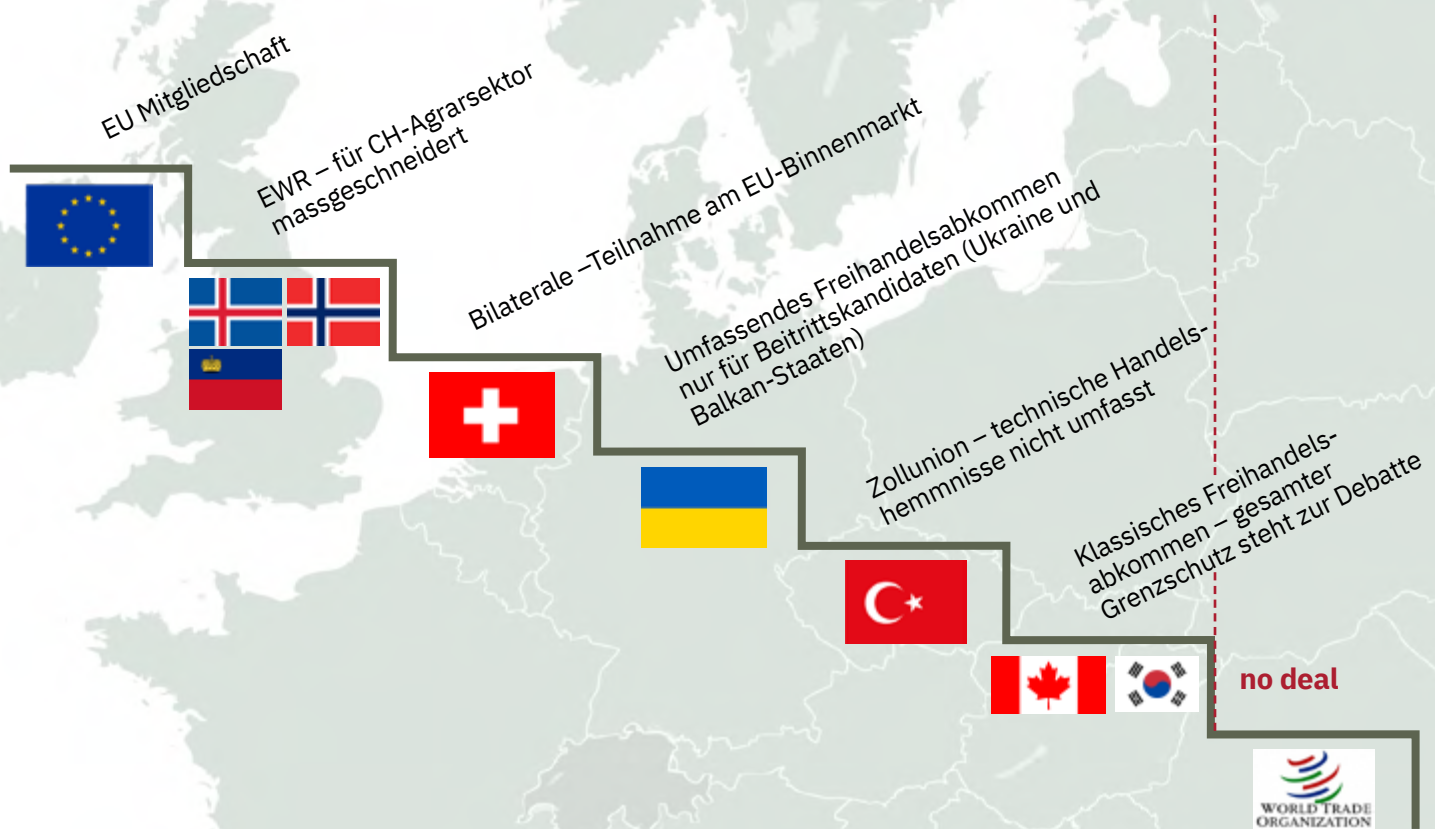 EU Mitgliedschaft
EWR – für CH-Agrarsektor
massgeschneidert
Bilaterale –Teilnahme am EU-Binnenmarkt
Umfassendes Freihandelsabkommen
nur für Beitrittskandidaten (Ukraine und
Balkan-Staaten)
Zollunion – technische Handels-
hemmnisse nicht umfasst
Klassisches Freihandels-
abkommen – gesamter
Grenzschutz steht zur Debatte
no deal
WORLD TRADE
ORGANIZATION